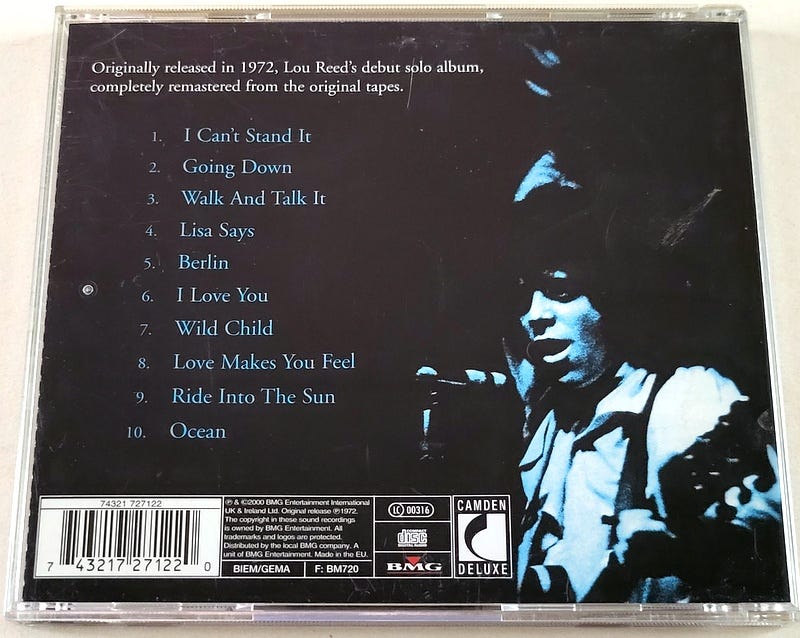 Originally released in 1972, Lou Reed's debut solo album,
completely remastered from the original tapes.
1. I Can't Stand It
2. Going Down
3. Walk And Talk It
4. Lisa Says
5. Berlin
6. I Love You
7. Wild Child
8. Love Makes You Feel
9. Ride Into The Sun
10. Ocean
74321 727122
7 43217 27122 0
℗ & ©2000 BMG Entertainment International
UK & Ireland Ltd. Original release ℗1972.
The copyright in these sound recordings
is owned by BMG Entertainment. All
trademarks and logos are protected.
Distributed by the local BMG company. A
unit of BMG Entertainment. Made in the EU.
BIEM/GEMA
F: BM720
LC 00316
COMPACT
disc
DIGITAL AUDIO
BMG
CAMDEN
DELUXE